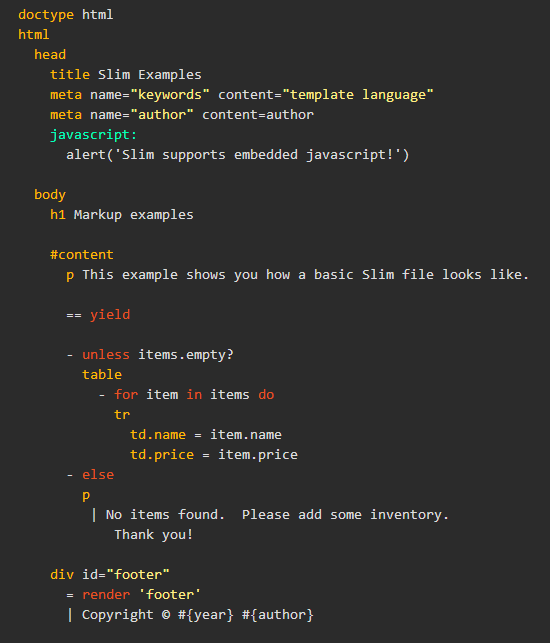 doctype html
html
  head
    title Slim Examples
    meta name="keywords" content="template language"
    meta name="author" content=author
    javascript:
      alert('Slim supports embedded javascript!')

  body
    h1 Markup examples

    #content
      p This example shows you how a basic Slim file looks like.

      == yield

      - unless items.empty?
        table
          - for item in items do
            tr
              td.name = item.name
              td.price = item.price
      - else
        p
         | No items found.  Please add some inventory.
            Thank you!

    div id="footer"
      = render 'footer'
      | Copyright © #{year} #{author}